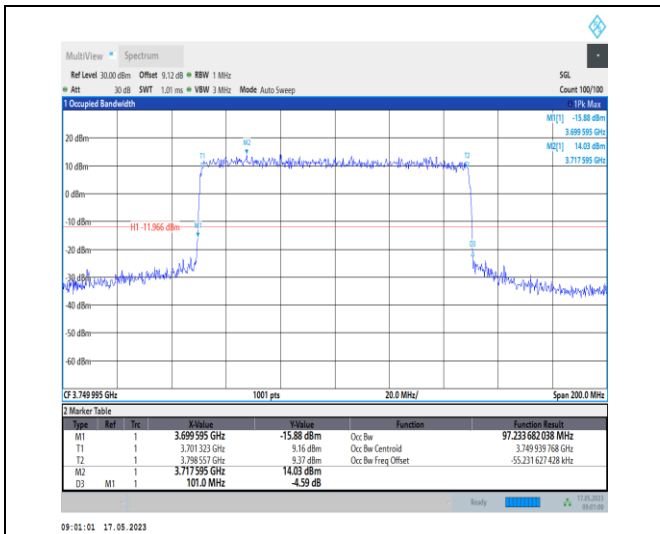 MultiView Spectrum
Ref Level 30.00 dBm Offset 9.12 dB RBW 1 MHz SGL
Att 30 dB SWT 1.01 ms VBW 3 MHz Mode Auto Sweep Count 100/100
1 Occupied Bandwidth 1Pk Max
M1[1] -15.88 dBm
3.699 595 GHz
M2[1] 14.03 dBm
3.717 595 GHz
20 dBm
M2
T1 T2
10 dBm
0 dBm
-10 dBm
H1 -11.966 dBm M1
-20 dBm
D3
-30 dBm
-40 dBm
-50 dBm
-60 dBm
CF 3.749 995 GHz 1001 pts 20.0 MHz/ Span 200.0 MHz
2 Marker Table
Type Ref Trc X-Value Y-Value Function Function Result
M1 1 3.699 595 GHz -15.88 dBm Occ Bw 97.233 682 038 MHz
T1 1 3.701 323 GHz 9.16 dBm Occ Bw Centroid 3.749 939 768 GHz
T2 1 3.798 557 GHz 9.37 dBm Occ Bw Freq Offset -55.231 627 428 kHz
M2 1 3.717 595 GHz 14.03 dBm
D3 M1 1 101.0 MHz -4.59 dB
Ready 17.05.2023
09:01:00
09:01:01 17.05.2023